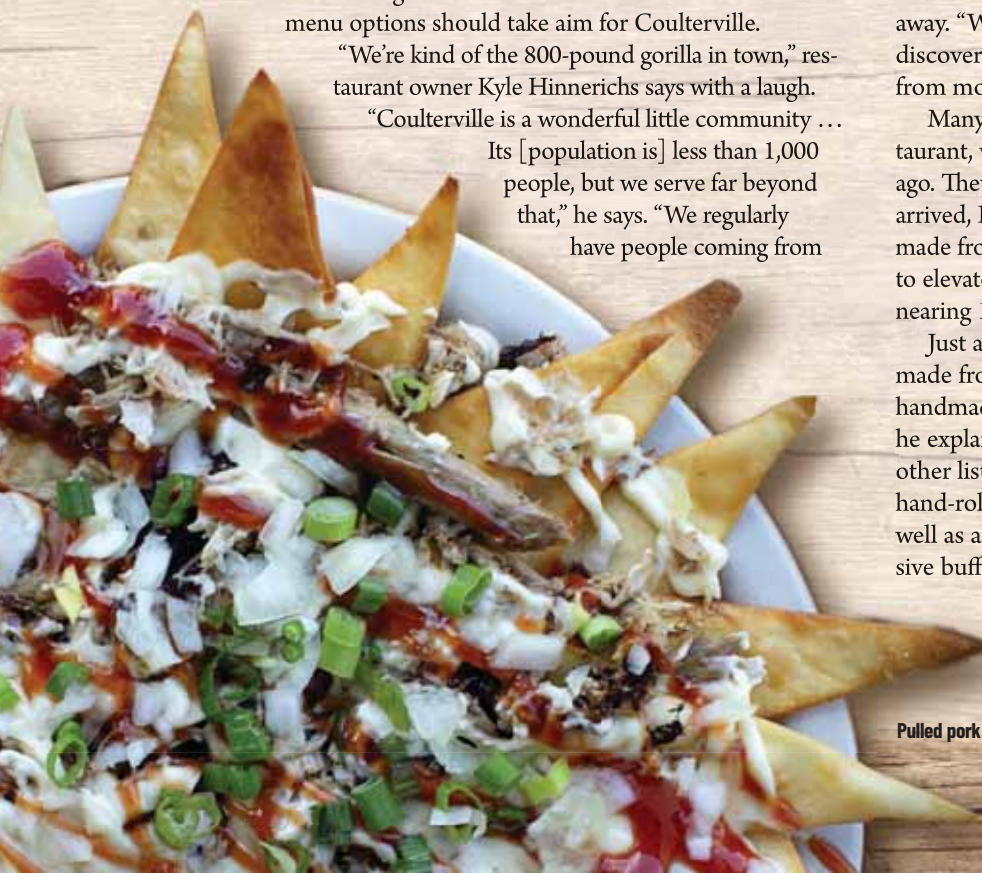 menu options should take aim for Coulterville.
“We’re kind of the 800-pound gorilla in town,” res-
taurant owner Kyle Hinnerichs says with a laugh.
“Coulterville is a wonderful little community …
Its [population is] less than 1,000
people, but we serve far beyond
that,” he says. “We regularly
have people coming from
away. “W
discover
from mo
Many
taurant,
ago. The
arrived,
made fro
to elevate
nearing
Just a
made fro
handmad
he explai
other list
hand-rol
well as a
sive buff
Pulled pork